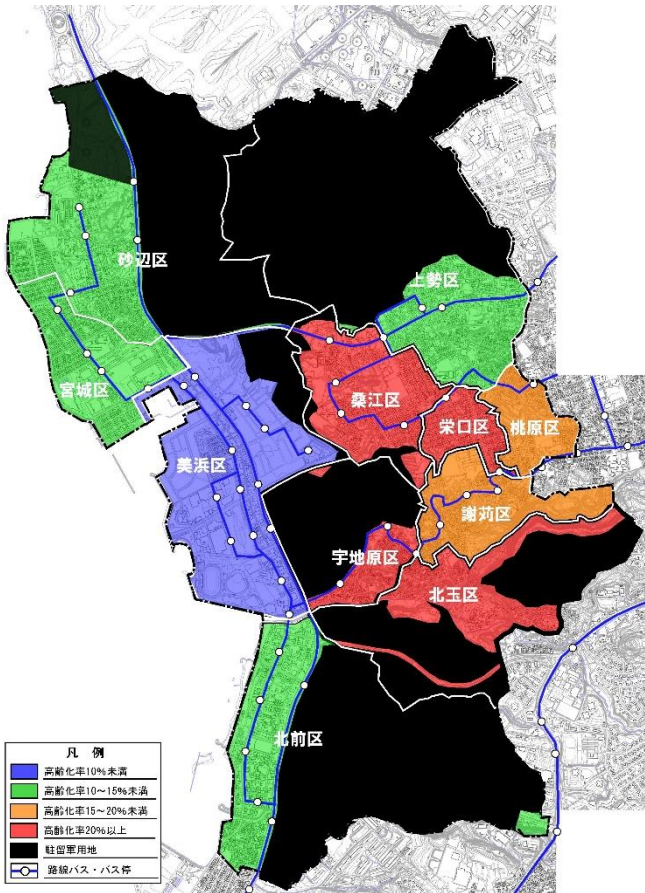 砂辺区
上勢区
宮城区
桑江区
栄口区
桃原区
美浜区
謝苅区
宇地原区
北玉区
北前区
凡 例
高齢化率10%未満
高齢化率10～15%未満
高齢化率15～20%未満
高齢化率20%以上
駐留軍用地
路線バス・バス停